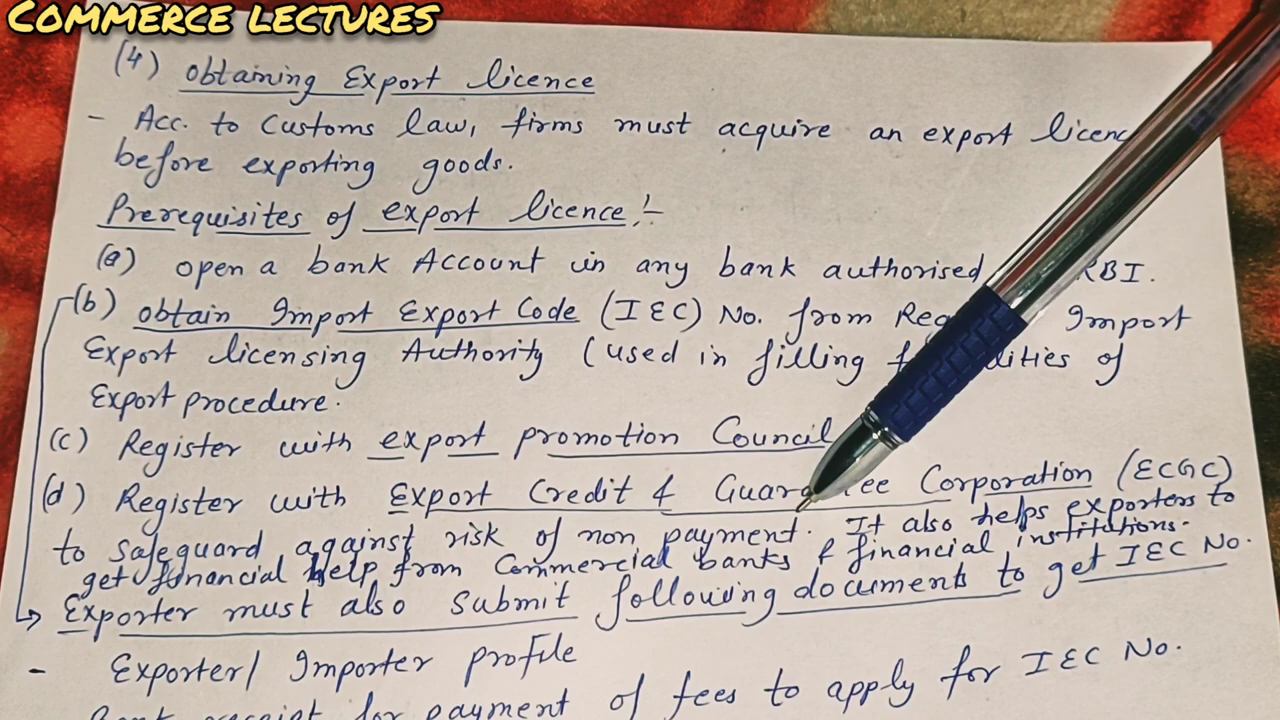 COMMERCE LECTURES
(4) obtaining Export licence
- Acc. to Customs law, firms must acquire an export licenc
before exporting goods.
Prerequisites of export licence :-
(a) open a bank Account in any bank authorised RBI.
(b) obtain Import Export Code (IEC) No. from Import
Export licensing Authority (used in filling of
Export procedure.
(c) Register with export promotion Council
(d) Register with Export Credit & Corporation (ECGC)
to safeguard against risk of non payment. It also helps exporters to
get financial help from Commercial banks & financial institutions.
→ Exporter must also submit following documents to get IEC No.
- Exporter/ Importer profile
Bank receipt for payment of fees to apply for IEC No.